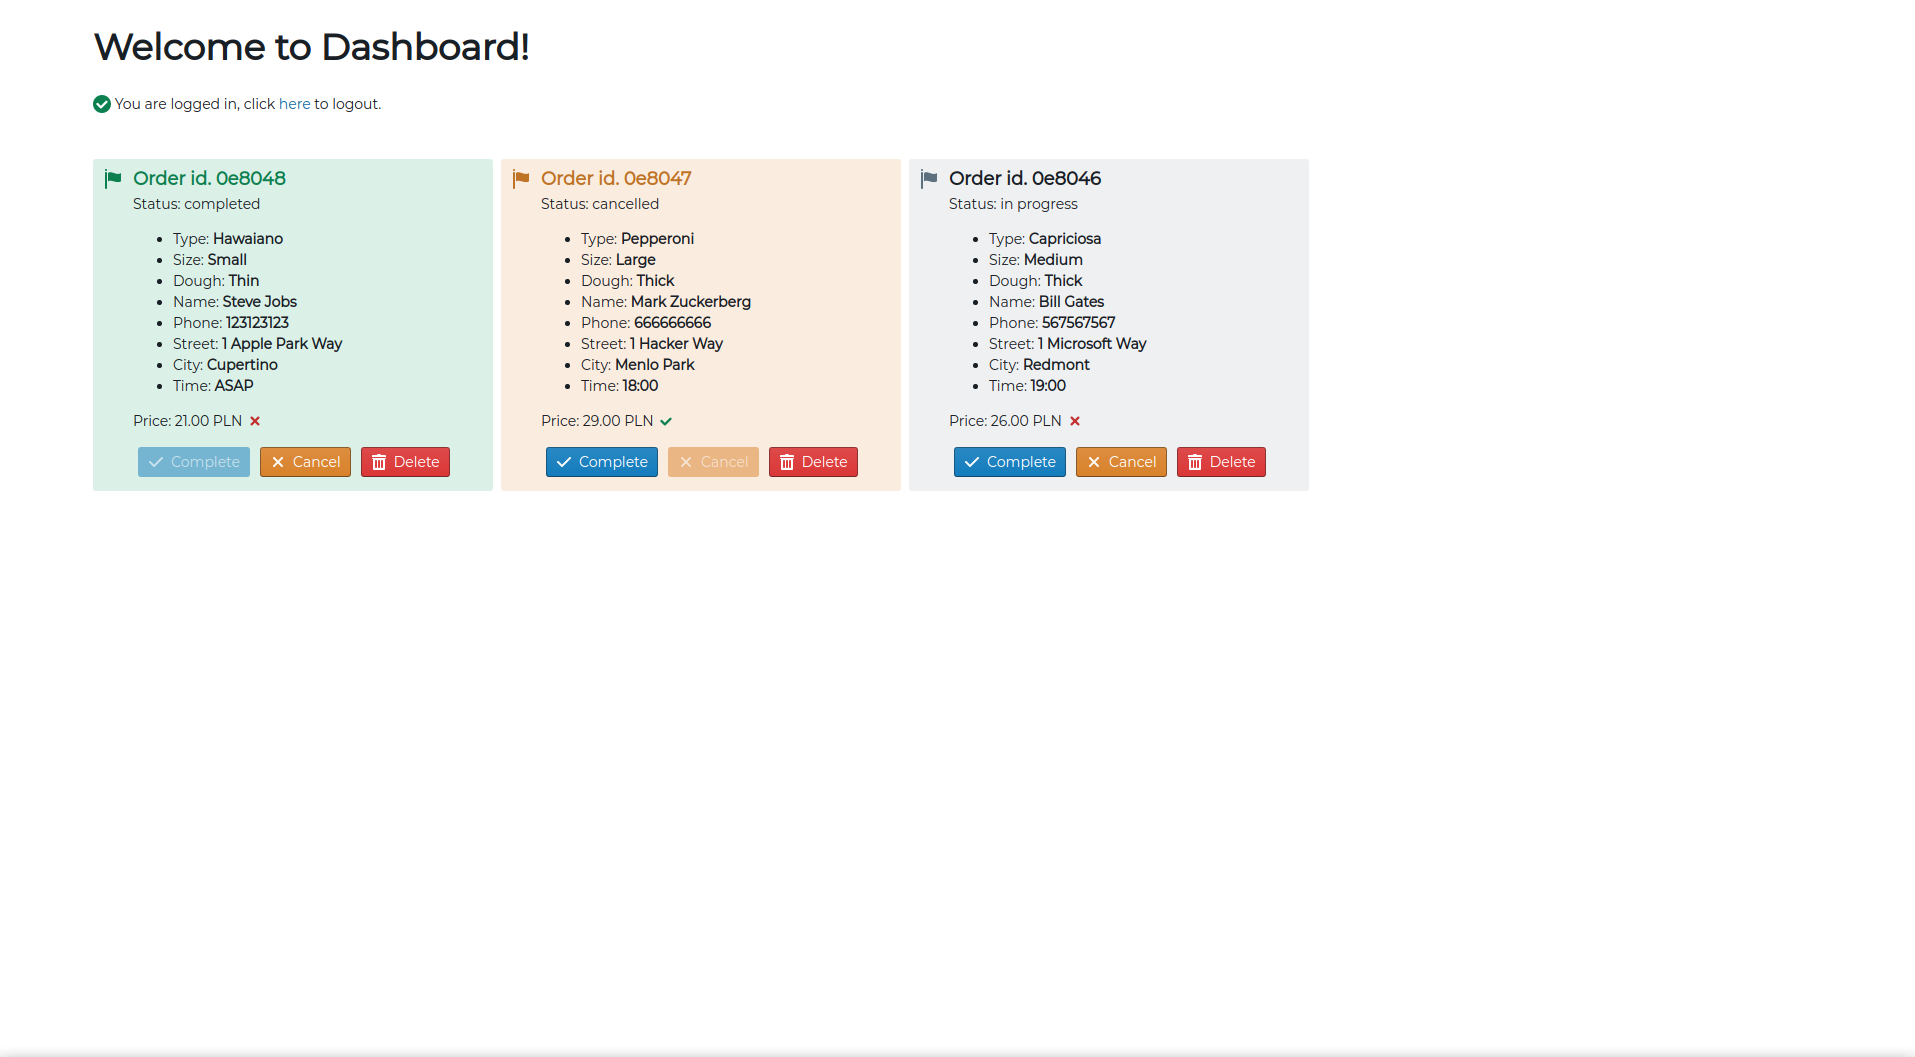 Welcome to Dashboard!
You are logged in, click here to logout.
Order id. 0e8048
Status: completed
Type: Hawaiano
Size: Small
Dough: Thin
Name: Steve Jobs
Phone: 123123123
Street: 1 Apple Park Way
City: Cupertino
Time: ASAP
Price: 21.00 PLN
Complete Cancel Delete
Order id. 0e8047
Status: cancelled
Type: Pepperoni
Size: Large
Dough: Thick
Name: Mark Zuckerberg
Phone: 666666666
Street: 1 Hacker Way
City: Menlo Park
Time: 18:00
Price: 29.00 PLN
Complete Cancel Delete
Order id. 0e8046
Status: in progress
Type: Capriciosa
Size: Medium
Dough: Thick
Name: Bill Gates
Phone: 567567567
Street: 1 Microsoft Way
City: Redmont
Time: 19:00
Price: 26.00 PLN
Complete Cancel Delete